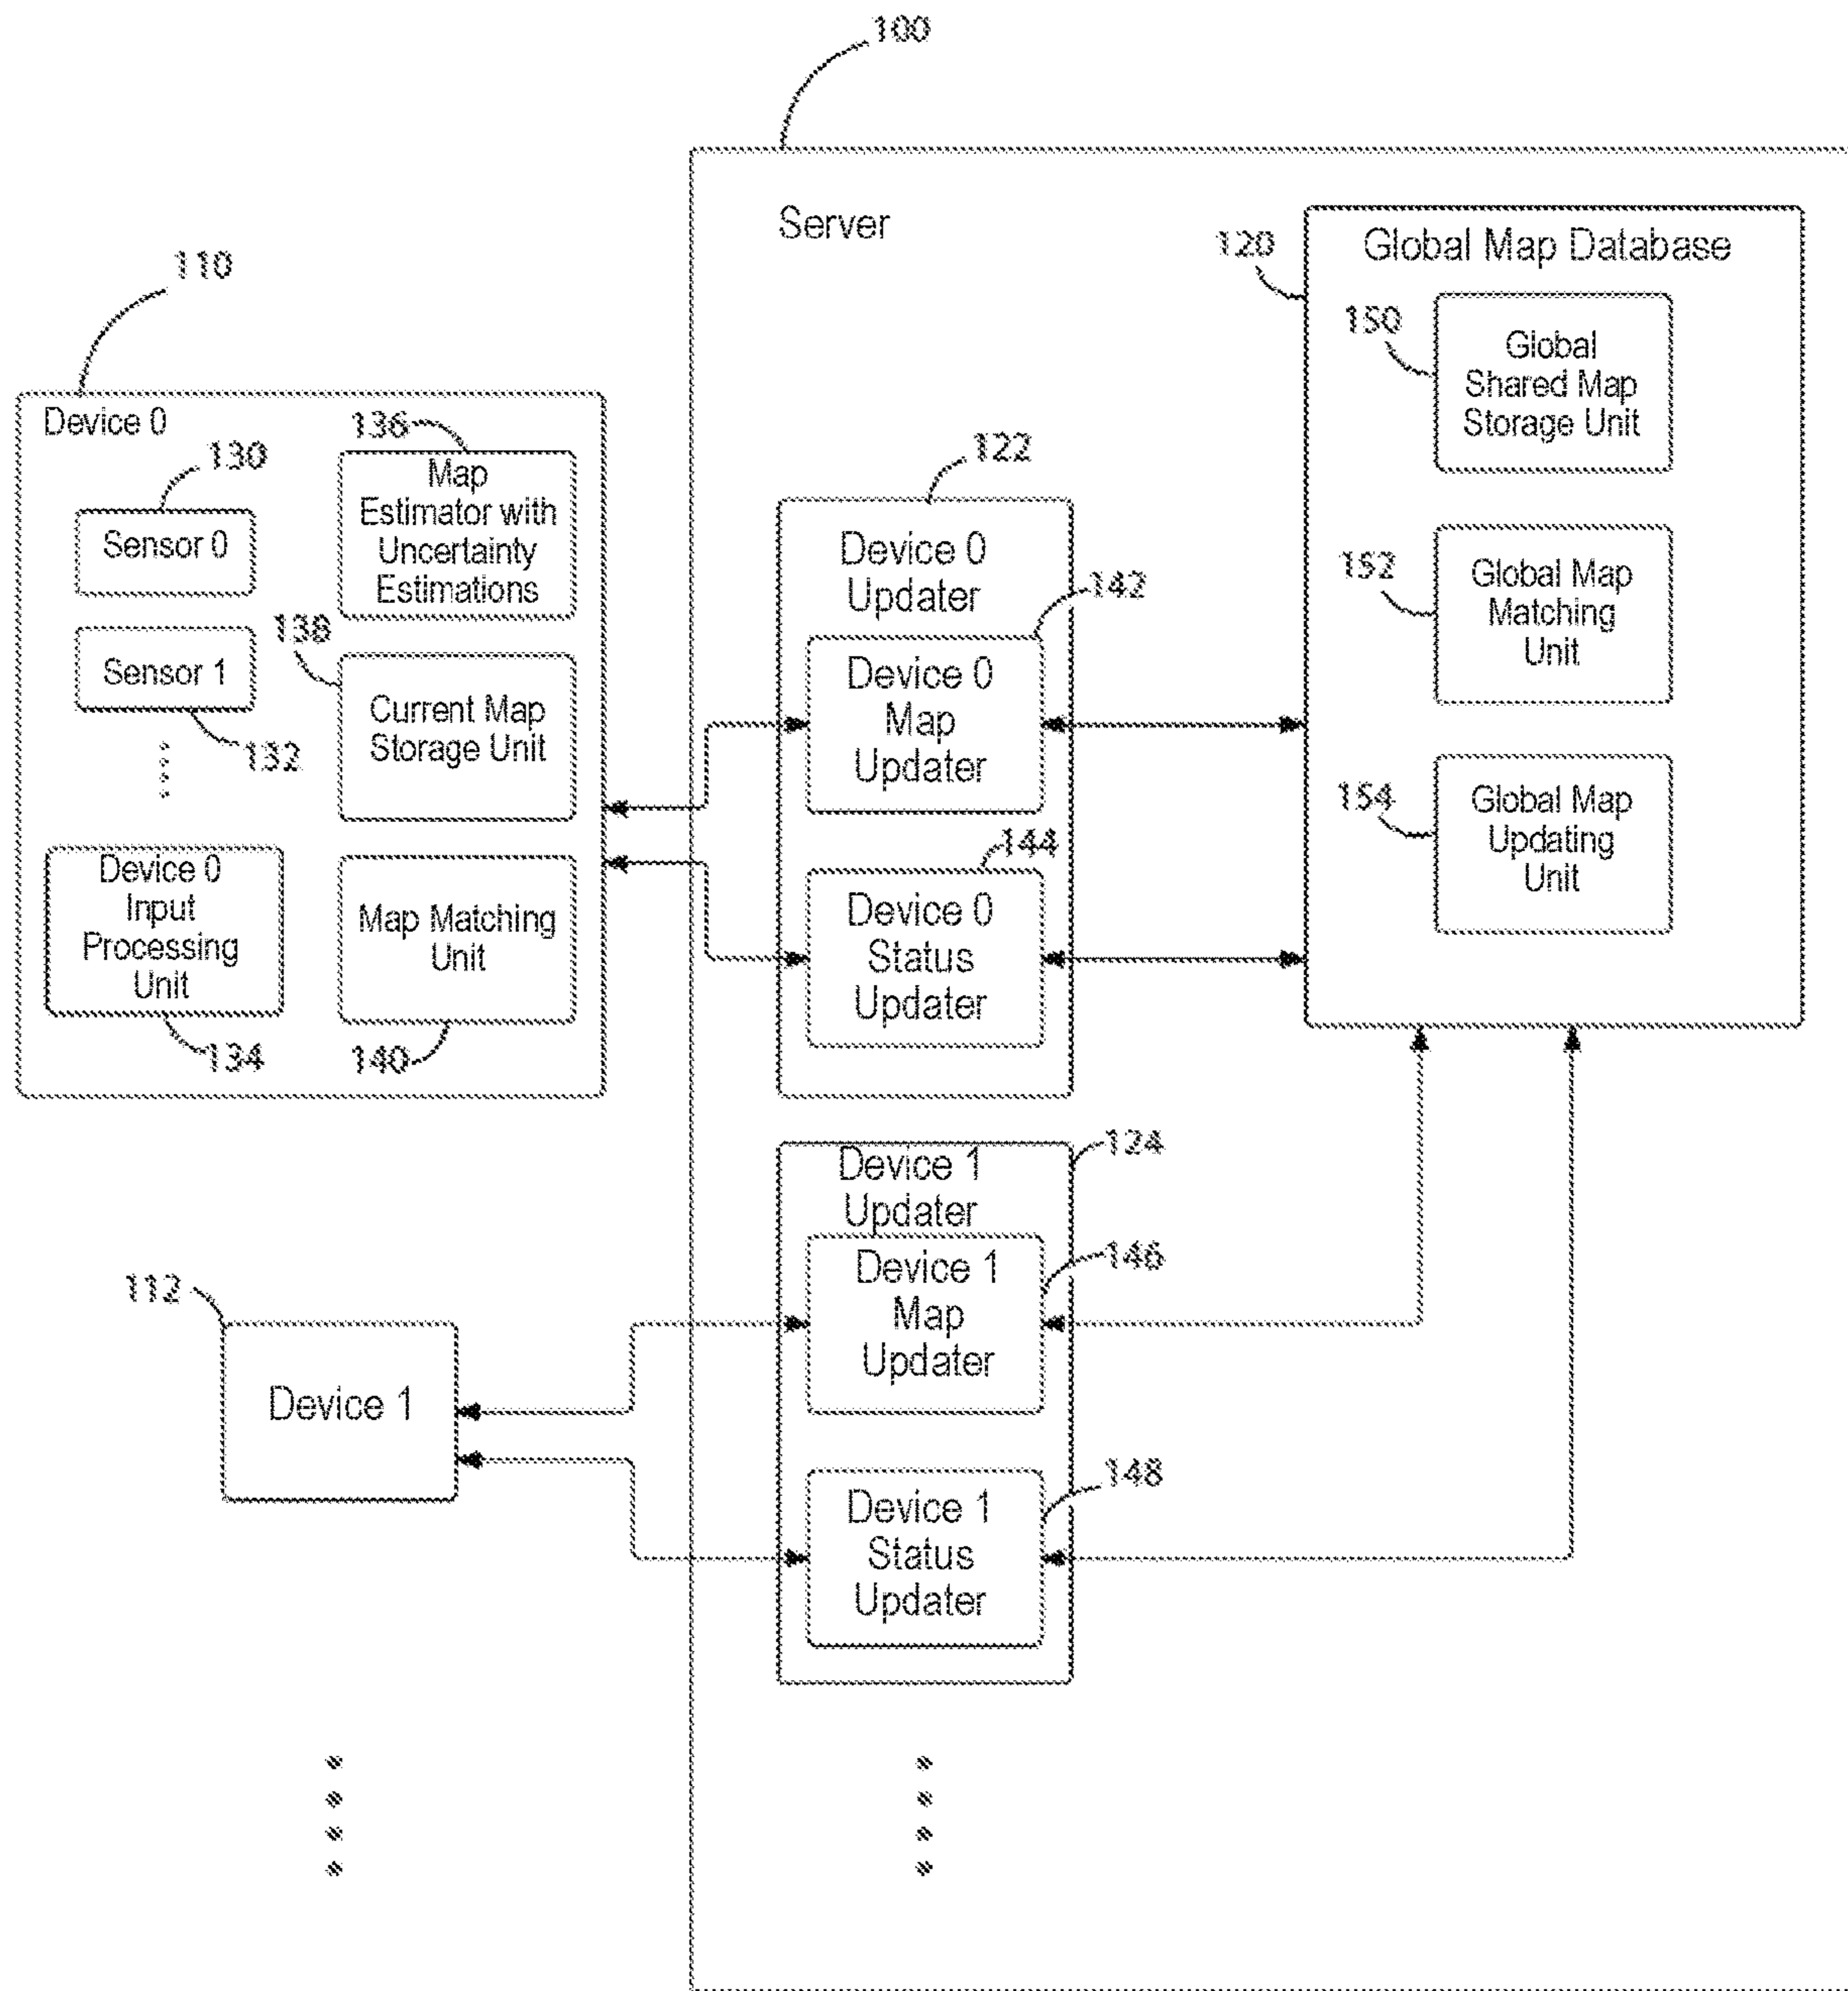 100
Server
120
Global Map Database
150
Global
Shared Map
Storage Unit
152
Global Map
Matching
Unit
154
Global Map
Updating
Unit
110
Device 0
130
Sensor 0
Sensor 1
132
Device 0
Input
Processing
Unit
134
136
Map
Estimator with
Uncertainty
Estimations
138
Current Map
Storage Unit
Map Matching
Unit
140
122
Device 0
Updater
142
Device 0
Map
Updater
144
Device 0
Status
Updater
124
Device 1
Updater
146
Device 1
Map
Updater
148
Device 1
Status
Updater
112
Device 1